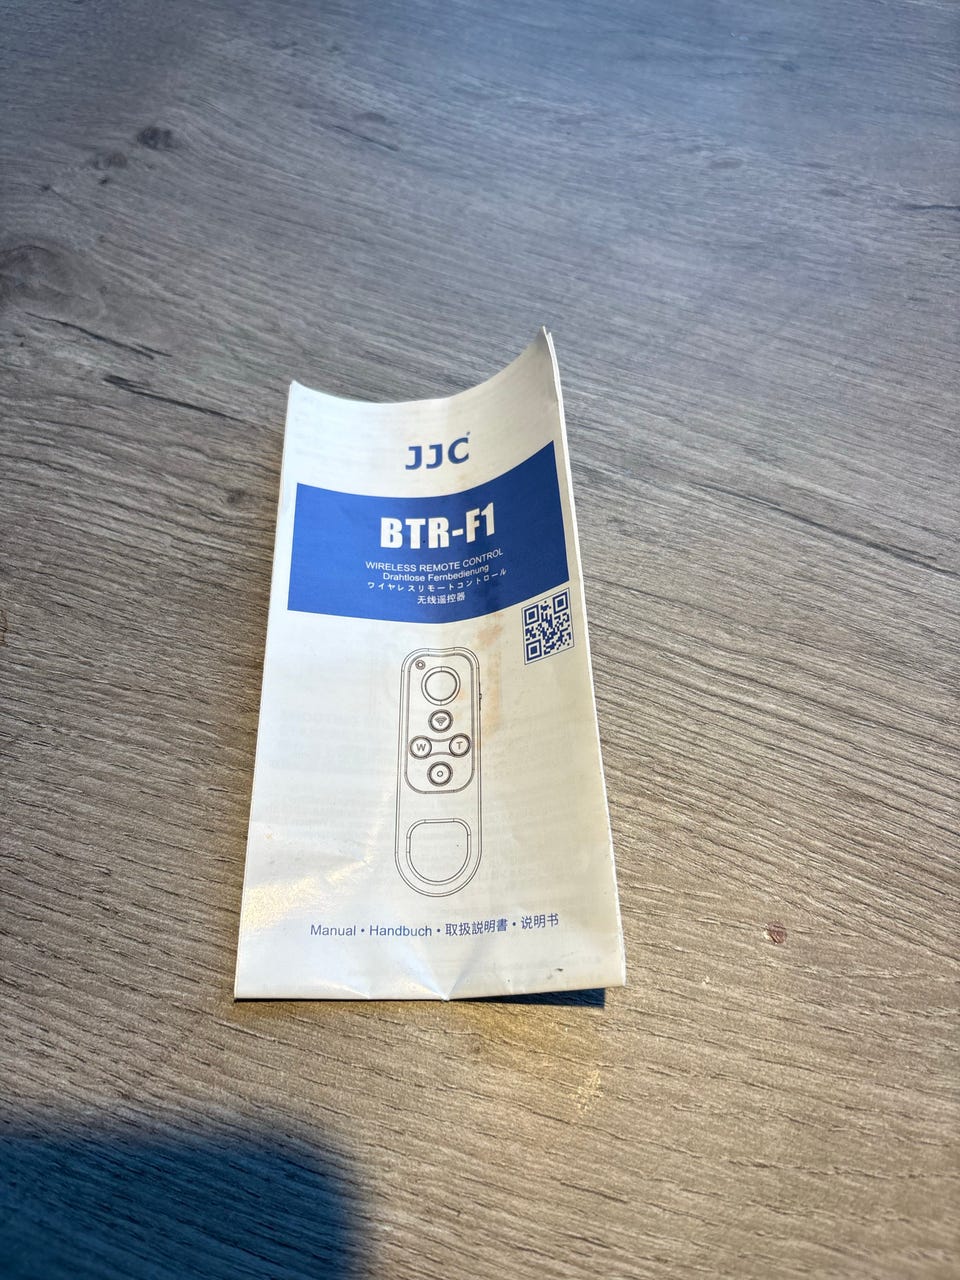 JJC
BTR-F1
WIRELESS REMOTE CONTROL
Drahtlose Fernbedienung
ワイヤレスリモートコントロール
无线遥控器
W T
Manual • Handbuch • 取扱説明書 • 说明书